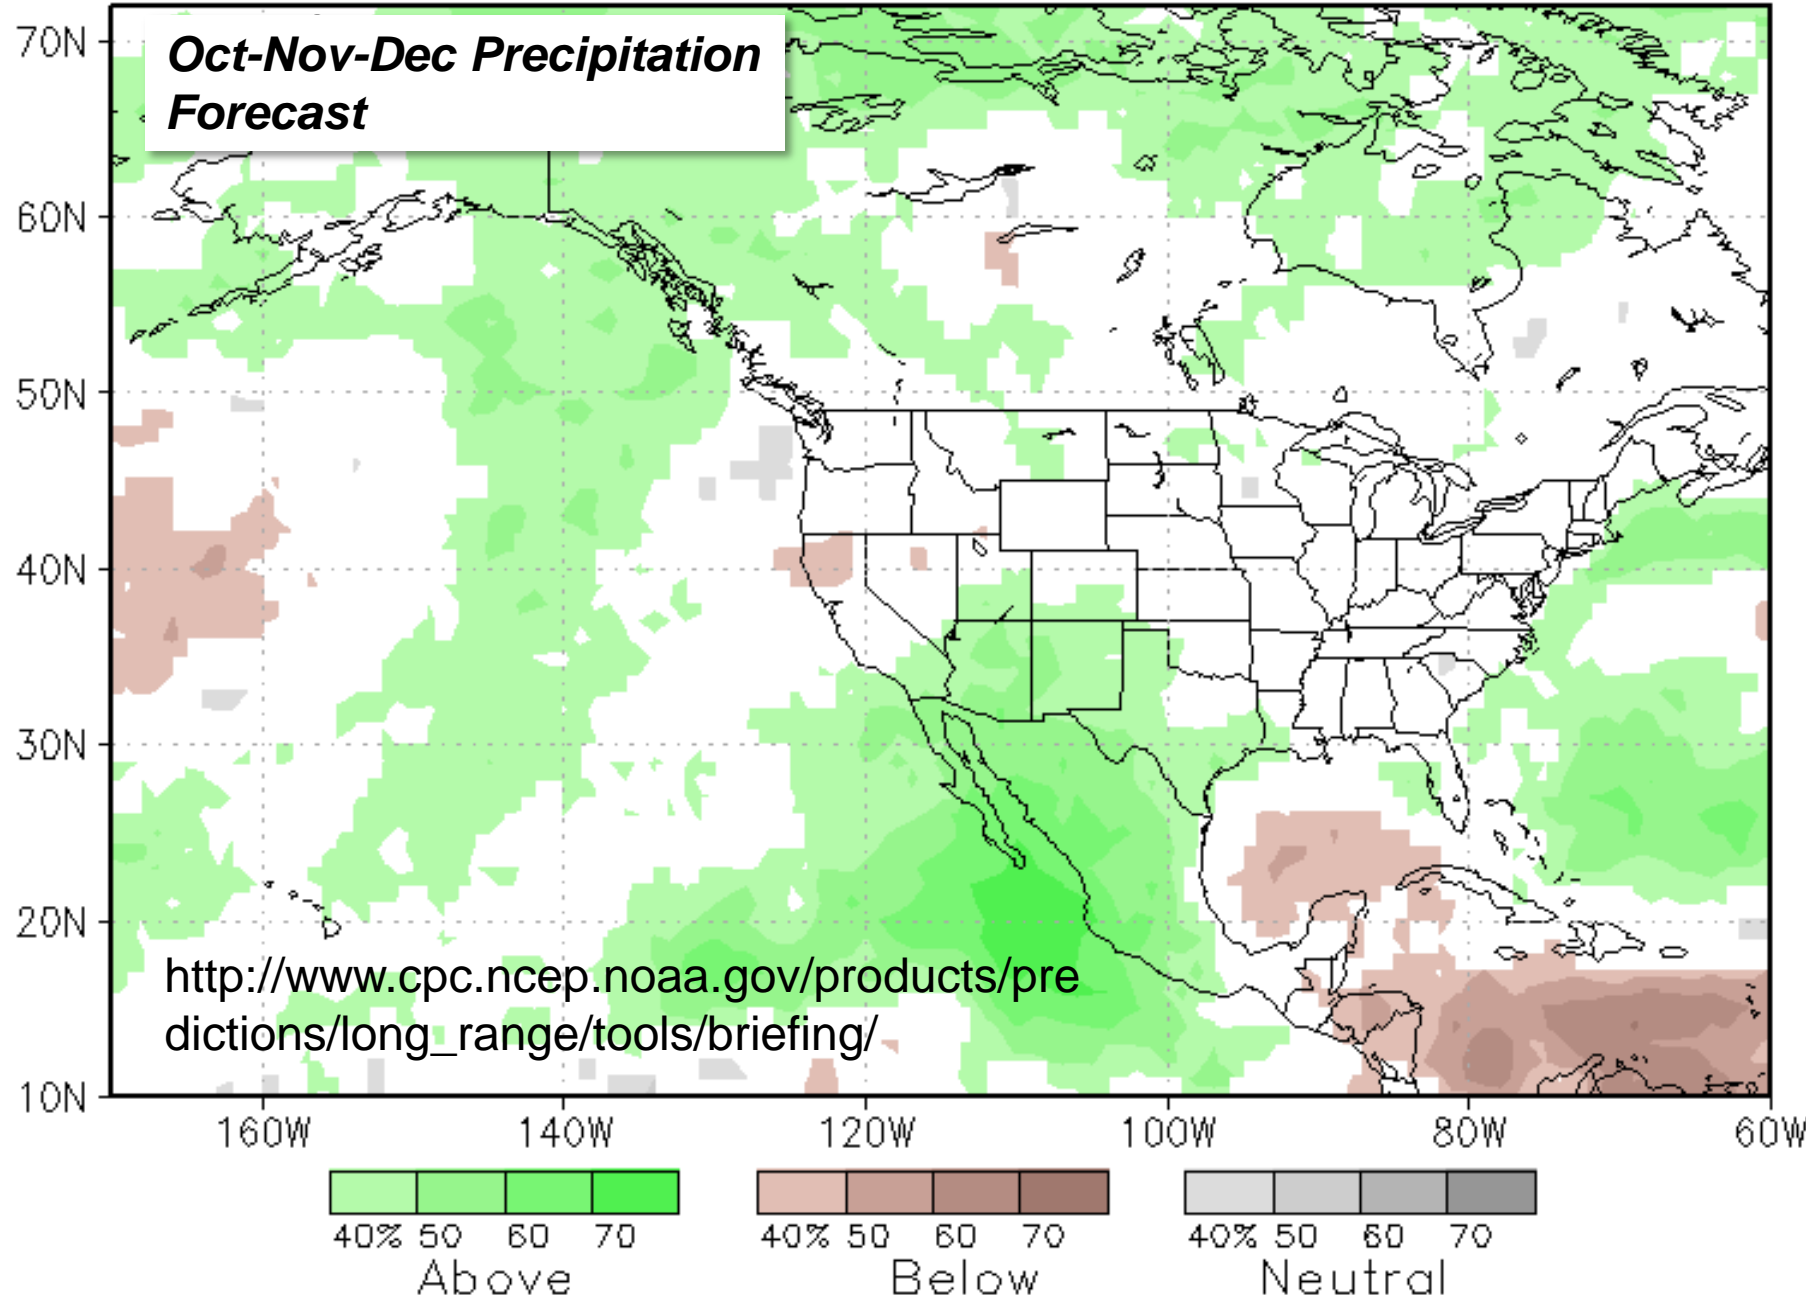 Oct-Nov-Dec Precipitation
Forecast
70N
60N
50N
40N
30N
20N
10N
http://www.cpc.ncep.noaa.gov/products/pre
dictions/long_range/tools/briefing/
160W 140W 120W 100W 80W 60W
40% 50 60 70 40% 50 60 70 40% 50 60 70
Above Below Neutral